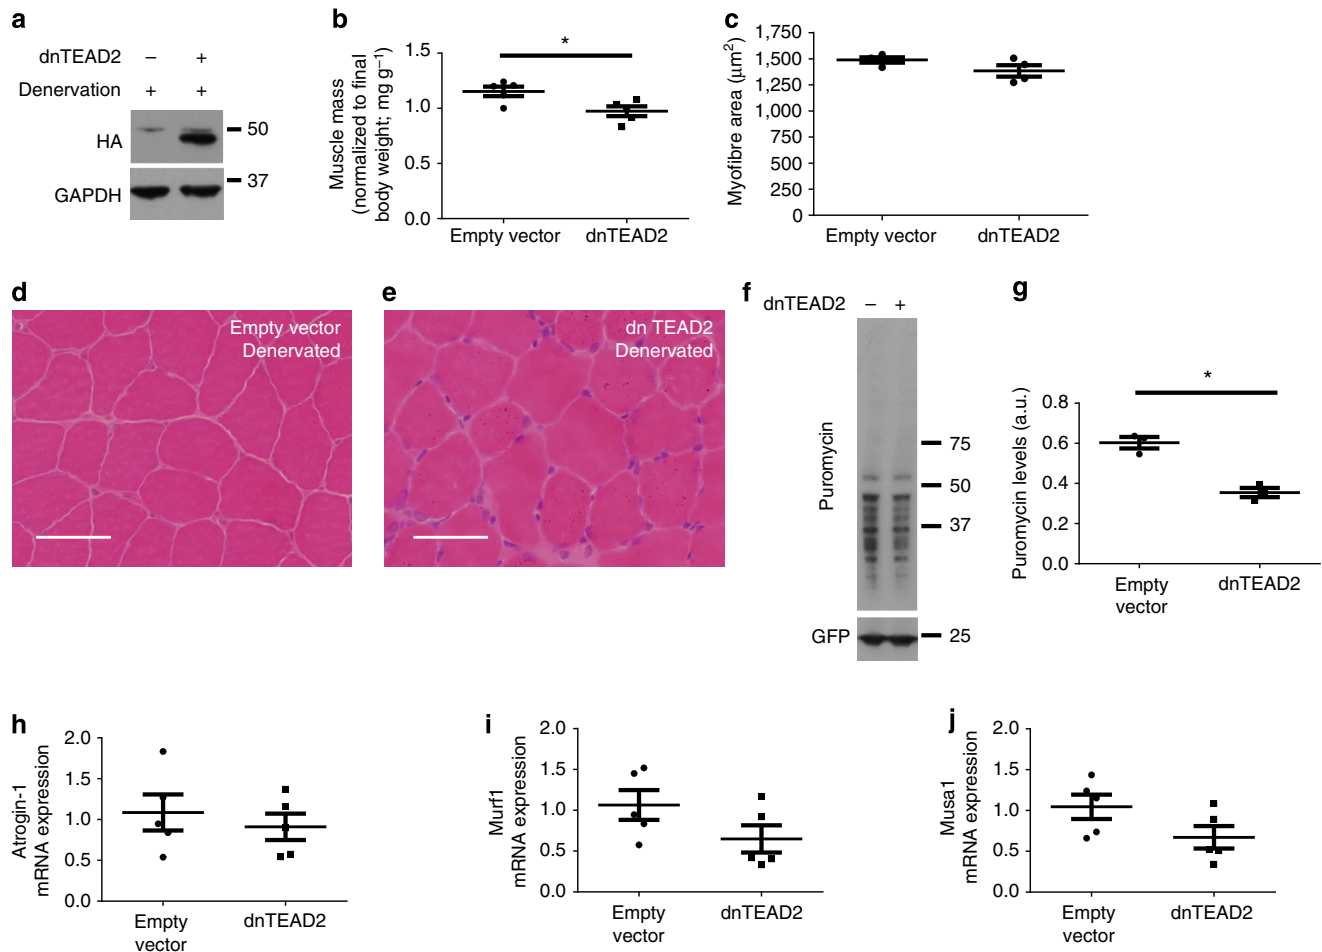 a
dnTEAD2 – +
Denervation + +
HA
50
GAPDH
37
b
Muscle mass
(normalized to final
body weight; mg g⁻¹)
1.5
1.0
0.5
0.0
*
Empty vector dnTEAD2
c
Myofibre area (μm²)
1,750
1,500
1,250
1,000
750
500
250
0
Empty vector dnTEAD2
d
Empty vector
Denervated
e
dn TEAD2
Denervated
f
dnTEAD2 – +
Puromycin
75
50
37
GFP
25
g
Puromycin levels (a.u.)
0.8
0.6
0.4
0.2
0.0
*
Empty
vector
dnTEAD2
h
Atrogin-1
mRNA expression
2.0
1.5
1.0
0.5
0.0
Empty
vector
dnTEAD2
i
Murf1
mRNA expression
2.0
1.5
1.0
0.5
0.0
Empty
vector
dnTEAD2
j
Musa1
mRNA expression
2.0
1.5
1.0
0.5
0.0
Empty
vector
dnTEAD2